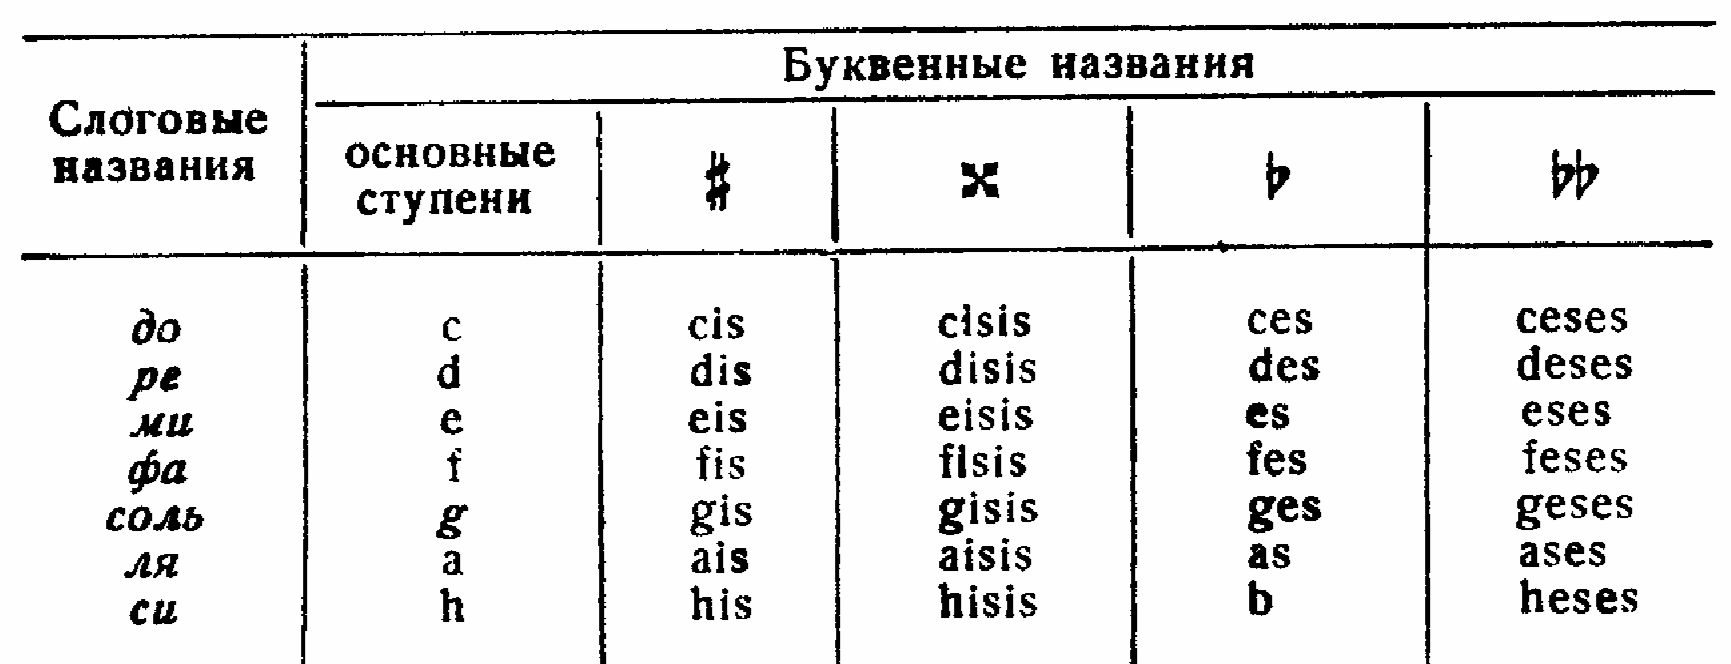 Буквенные названия
Слоговые
названия
основные
ступени
♯ 𝄪 ♭ ♭♭
до c cis cisis ces ceses
ре d dis disis des deses
ми e eis eisis es eses
фа f fis fisis fes feses
соль g gis gisis ges geses
ля a ais aisis as ases
си h his hisis b heses